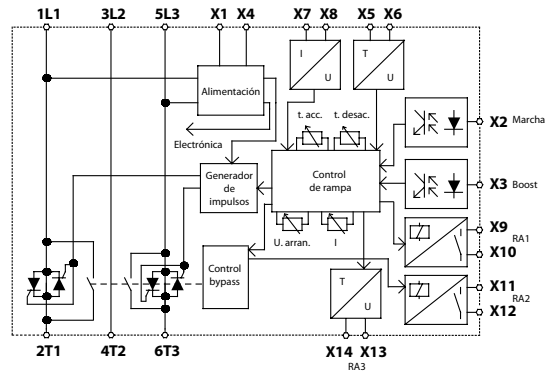 1L1 3L2 5L3 X1 X4 X7 X8 X5 X6
I
U
T
U
Alimentación
X2 Marcha
t. acc. t. desac.
Electrónica
Generador
de
impulsos
Control
de rampa
X3 Boost
U. arran. I
X9
RA1
X10
Control
bypass
T
U
X11
RA2
X12
2T1 4T2 6T3 X14 X13
RA3